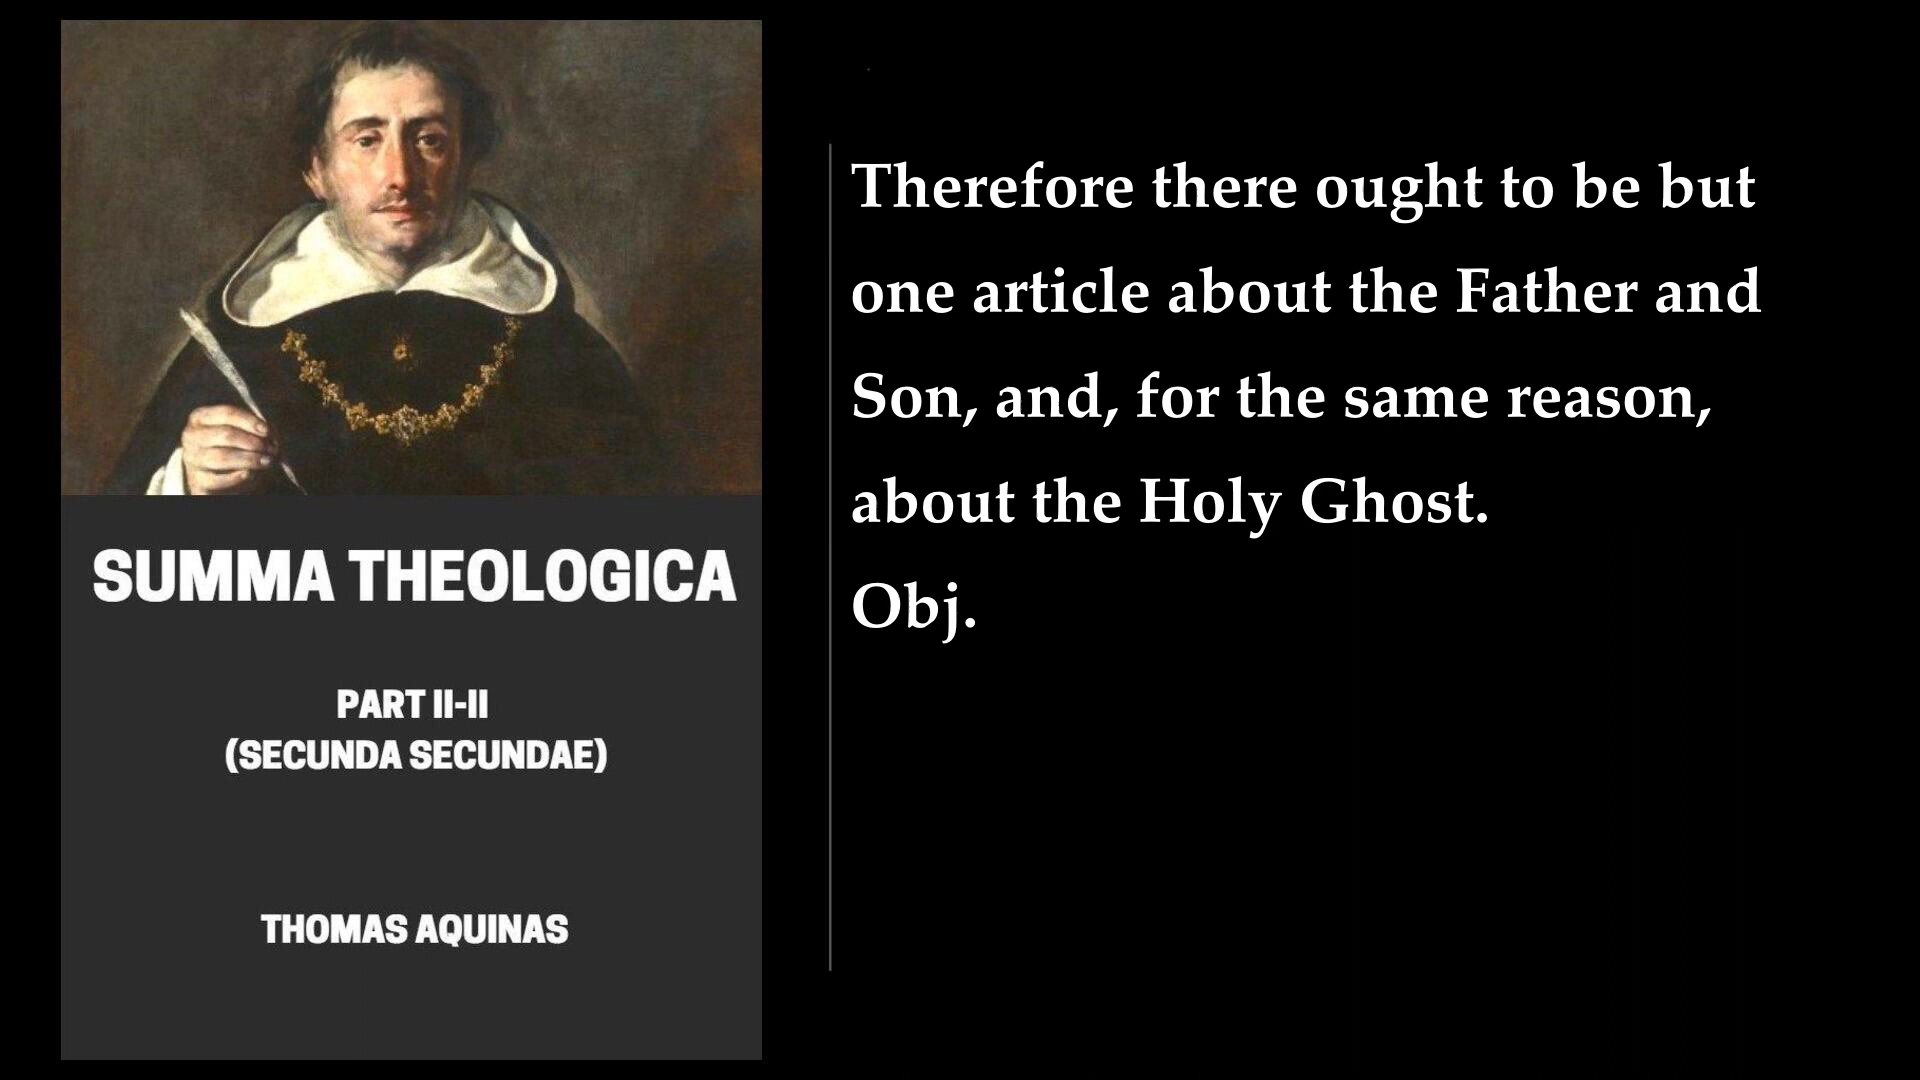 SUMMA THEOLOGICA
PART II-II
(SECUNDA SECUNDAE)
THOMAS AQUINAS
Therefore there ought to be but
one article about the Father and
Son, and, for the same reason,
about the Holy Ghost.
Obj.